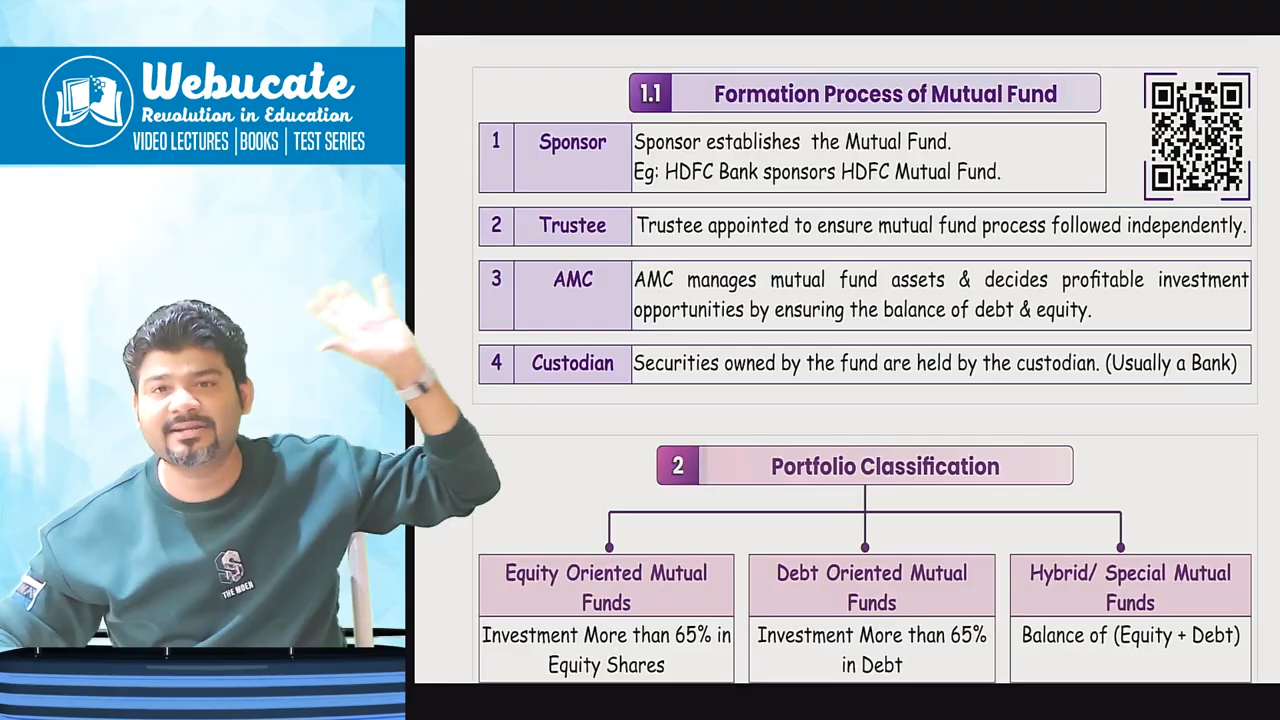 Webucate
Revolution in Education
VIDEO LECTURES | BOOKS | TEST SERIES
1.1 Formation Process of Mutual Fund
1 Sponsor Sponsor establishes the Mutual Fund.
Eg: HDFC Bank sponsors HDFC Mutual Fund.
2 Trustee Trustee appointed to ensure mutual fund process followed independently.
3 AMC AMC manages mutual fund assets & decides profitable investment
opportunities by ensuring the balance of debt & equity.
4 Custodian Securities owned by the fund are held by the custodian. (Usually a Bank)
2 Portfolio Classification
Equity Oriented Mutual
Funds
Investment More than 65% in
Equity Shares
Debt Oriented Mutual
Funds
Investment More than 65%
in Debt
Hybrid/ Special Mutual
Funds
Balance of (Equity + Debt)